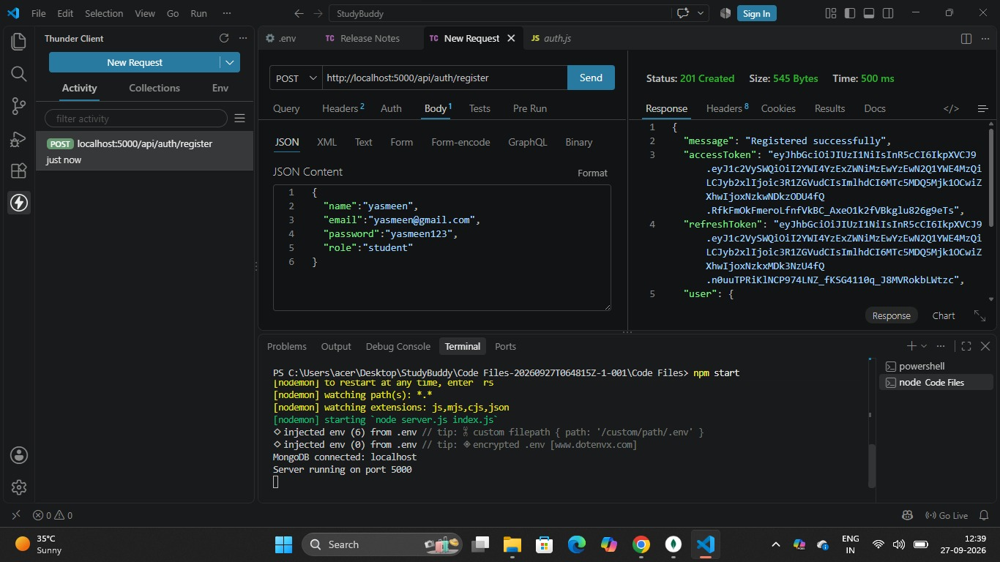 File Edit Selection View Go Run ···
StudyBuddy
Sign In
Thunder Client
New Request
Activity Collections Env
filter activity
POST localhost:5000/api/auth/register
just now
.env
TC Release Notes
TC New Request
JS auth.js
POST http://localhost:5000/api/auth/register Send
Query Headers 2 Auth Body 1 Tests Pre Run
JSON XML Text Form Form-encode GraphQL Binary
JSON Content Format
1 {
2 "name":"yasmeen",
3 "email":"yasmeen@gmail.com",
4 "password":"yasmeen123",
5 "role":"student"
6 }
Status: 201 Created Size: 545 Bytes Time: 500 ms
Response Headers 8 Cookies Results Docs </>
1 {
2 "message": "Registered successfully",
3 "accessToken": "eyJhbGciOiJIUzI1NiIsInR5cCI6IkpXVCJ9
.eyJ1c2VySWQiOiI2YWI4YzExZWNiMzEwYzEwN2Q1YWE4MzQi
LCJyb2xlIjoic3R1ZGVudCIsImlhdCI6MTc5MDQ5Mjk1OCwiZ
XhwIjoxNzkwNDkzODU4fQ
.RfkFmOkFmeroLfnfVkBC_AxeO1k2fVBkglu826g9eTs",
4 "refreshToken": "eyJhbGciOiJIUzI1NiIsInR5cCI6IkpXVCJ9
.eyJ1c2VySWQiOiI2YWI4YzExZWNiMzEwYzEwN2Q1YWE4MzQi
LCJyb2xlIjoic3R1ZGVudCIsImlhdCI6MTc5MDQ5Mjk1OCwiZ
XhwIjoxNzkxMDk3NzU4fQ
.n0uuTPRiKlNCP974LNZ_fKSG4110q_J8MVRokbLWtzc",
5 "user": {
Response Chart
Problems Output Debug Console Terminal Ports
PS C:\Users\acer\Desktop\StudyBuddy\Code Files-20260927T064815Z-1-001\Code Files> npm start
[nodemon] to restart at any time, enter `rs`
[nodemon] watching path(s): *.*
[nodemon] watching extensions: js,mjs,cjs,json
[nodemon] starting `node server.js index.js`
◇ injected env (6) from .env // tip: ⌘ custom filepath { path: '/custom/path/.env' }
◇ injected env (0) from .env // tip: ◈ encrypted .env [www.dotenvx.com]
MongoDB connected: localhost
Server running on port 5000
powershell
node Code Files
0 0
Go Live
35°C
Sunny
Search
ENG
IN
12:39
27-09-2026